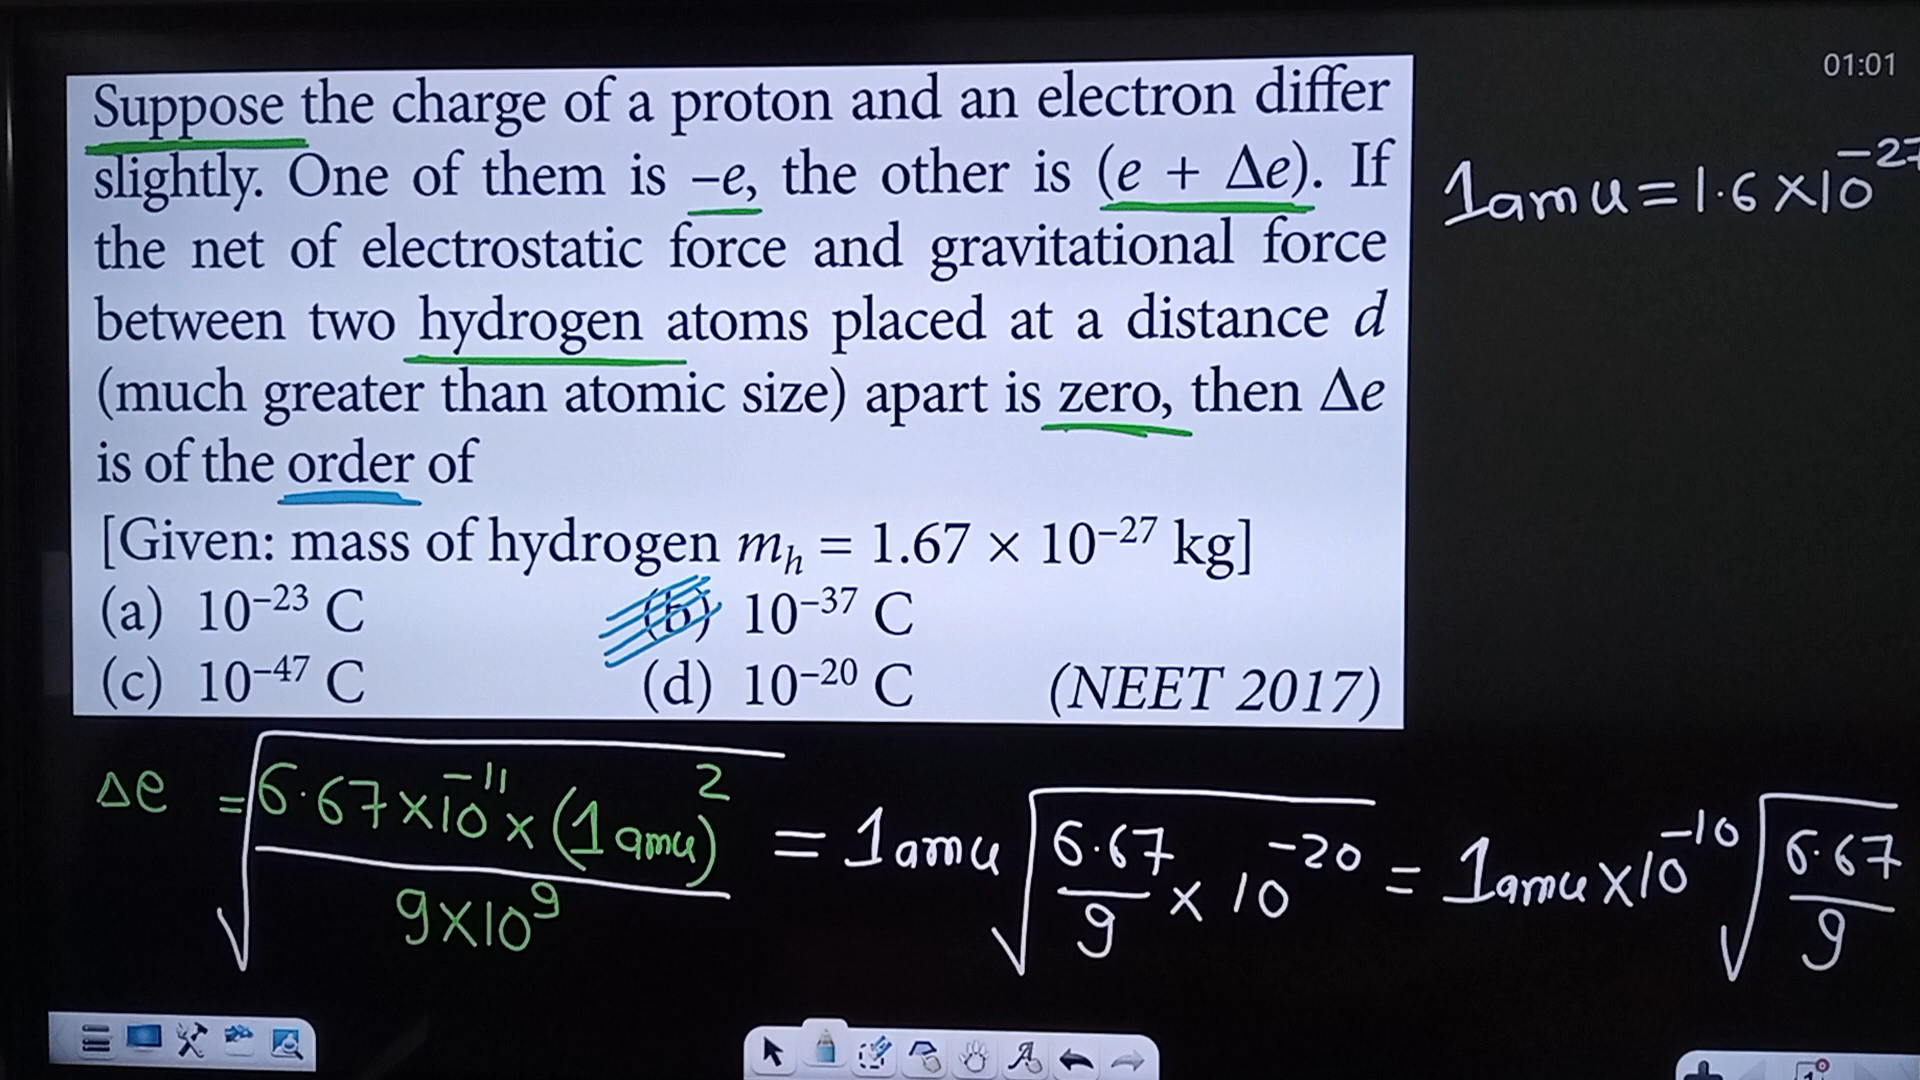 01:01
Suppose the charge of a proton and an electron differ
slightly. One of them is –e, the other is (e + Δe). If
the net of electrostatic force and gravitational force
between two hydrogen atoms placed at a distance d
(much greater than atomic size) apart is zero, then Δe
is of the order of
[Given: mass of hydrogen mₕ = 1.67 × 10⁻²⁷ kg]
(a) 10⁻²³ C (b) 10⁻³⁷ C
(c) 10⁻⁴⁷ C (d) 10⁻²⁰ C (NEET 2017)
1amu = 1.6 × 10⁻²⁷
Δe = √(6.67×10⁻¹¹ × (1amu)² / 9×10⁹) = 1amu √(6.67/9 × 10⁻²⁰) = 1amu × 10⁻¹⁰ √(6.67/9)